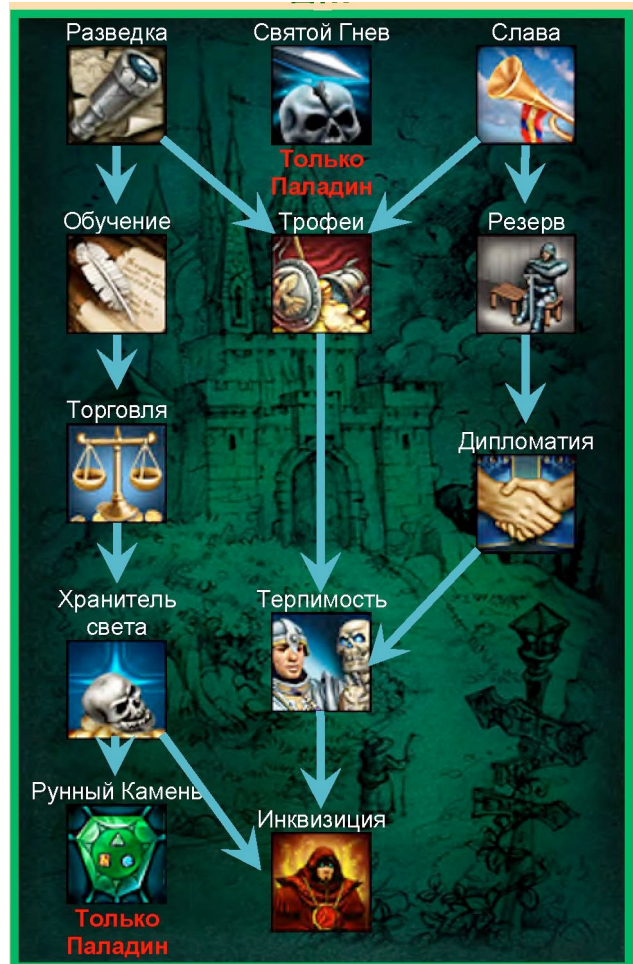 Разведка
Святой Гнев
Слава
Только
Паладин
Обучение
Трофеи
Резерв
Торговля
Дипломатия
Хранитель
света
Терпимость
Рунный Камень
Инквизиция
Только
Паладин